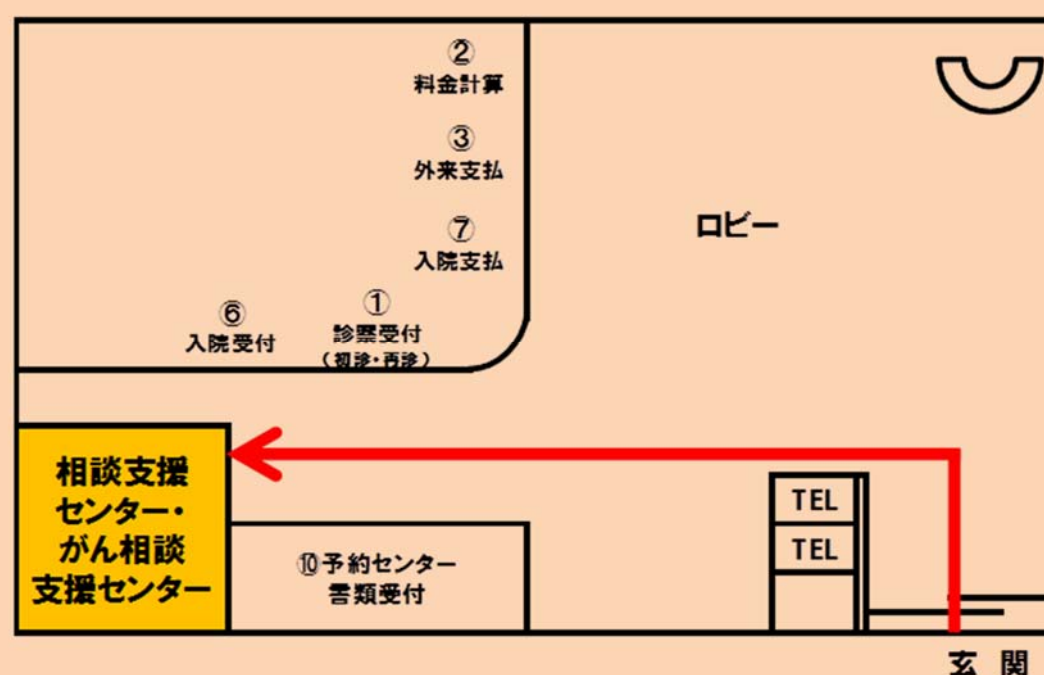 ②
料金計算
③
外来支払
⑦
入院支払
ロビー
①
診察受付
（初診・再診）
⑥
入院受付
相談支援
センター・
がん相談
支援センター
⑩予約センター
書類受付
TEL
TEL
玄 関